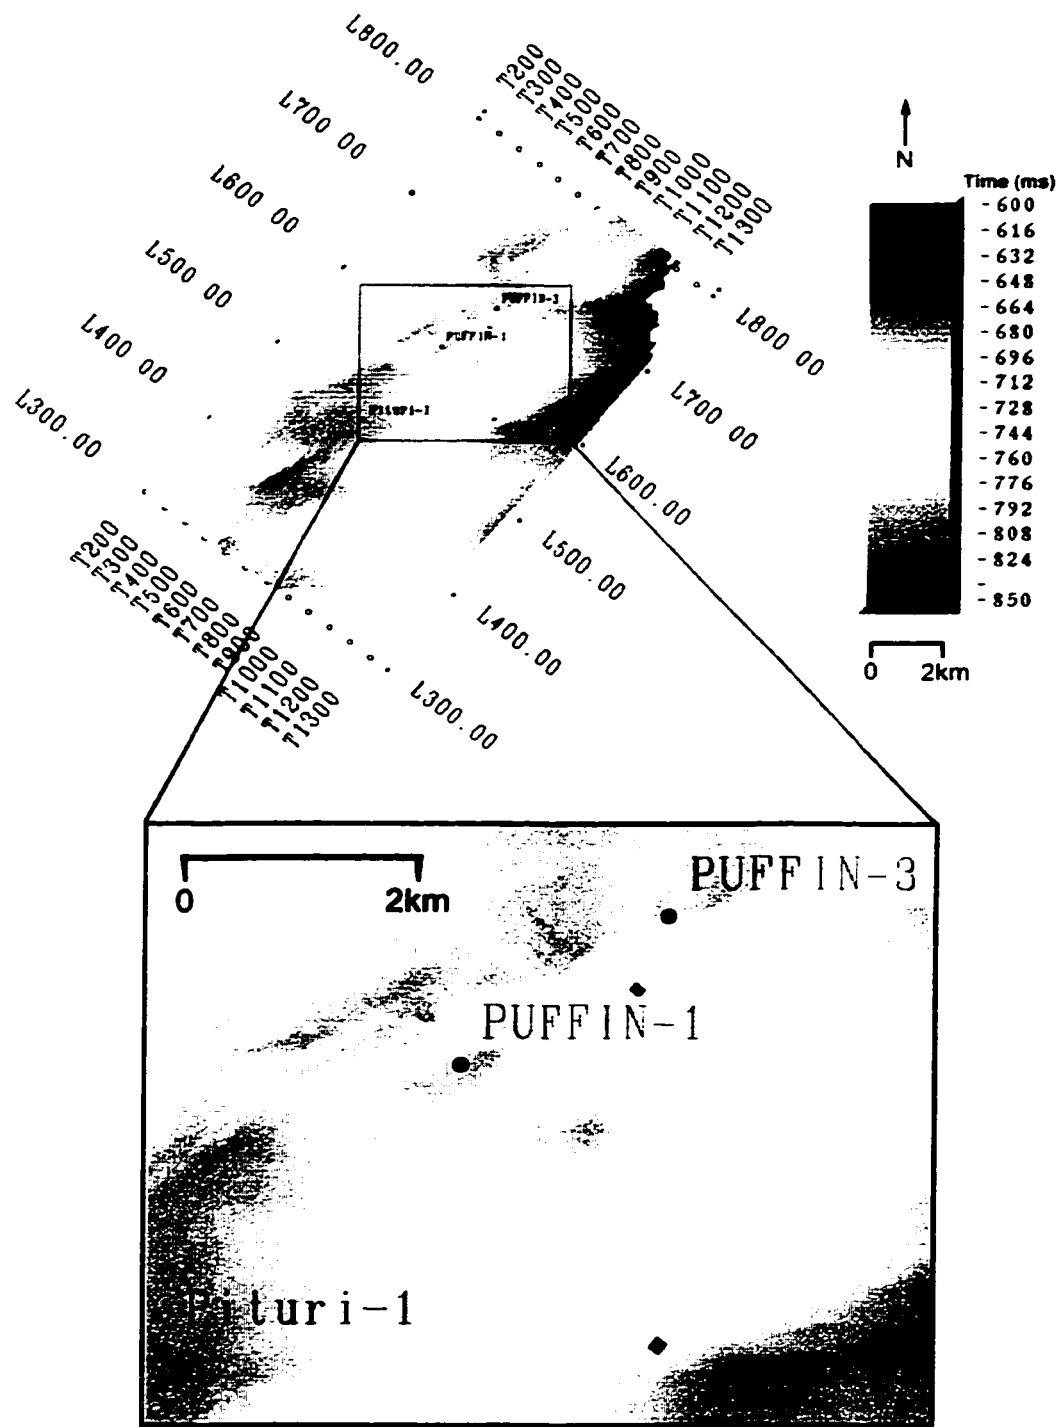 L800.00
L700 00
L600 00
L500 00
L400 00
L300.00
T200
T300
T400
T500
T600
T700
T800
T900
T1000
T1100
T1200
T1300
N
Time (ms)
-600
-616
-632
-648
-664
-680
-696
-712
-728
-744
-760
-776
-792
-808
-824
-
-850
0 2km
PUFFIN-3
PUFFIN-1
Pituri-1
L800 00
L700 00
L600.00
L500.00
L400.00
L300.00
T200
T300
T400
T500
T600
T700
T800
T900
T1000
T1100
T1200
T1300
0 2km
PUFFIN-3
PUFFIN-1
Pituri-1